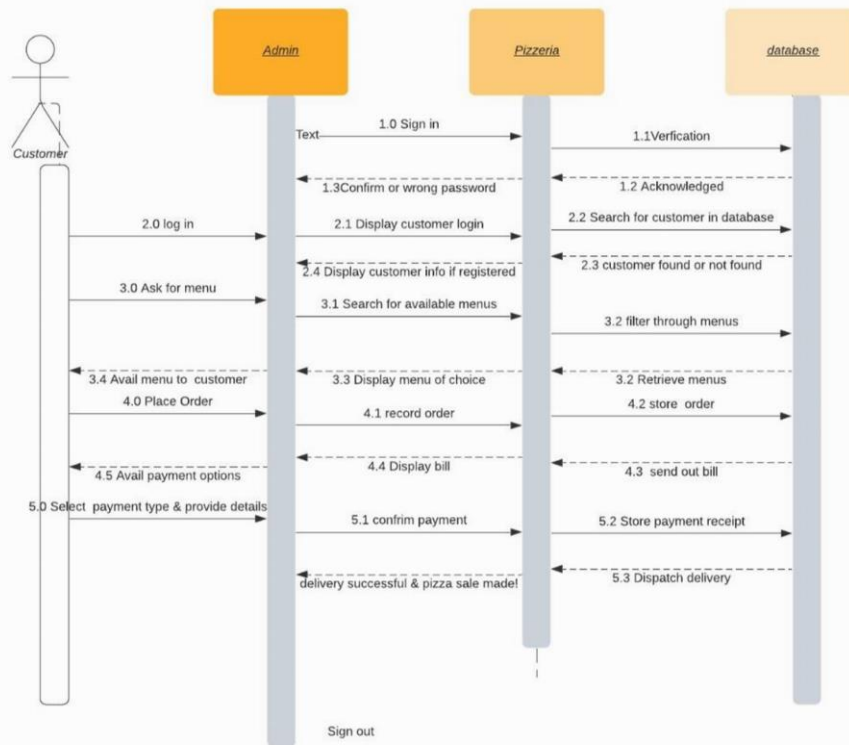 Admin
Pizzeria
database
Customer
Text
1.0 Sign in
1.1Verfication
1.3Confirm or wrong password
1.2 Acknowledged
2.0 log in
2.1 Display customer login
2.2 Search for customer in database
2.4 Display customer info if registered
2.3 customer found or not found
3.0 Ask for menu
3.1 Search for available menus
3.2 filter through menus
3.4 Avail menu to customer
3.3 Display menu of choice
3.2 Retrieve menus
4.0 Place Order
4.1 record order
4.2 store order
4.5 Avail payment options
4.4 Display bill
4.3 send out bill
5.0 Select payment type & provide details
5.1 confrim payment
5.2 Store payment receipt
delivery successful & pizza sale made!
5.3 Dispatch delivery
Sign out